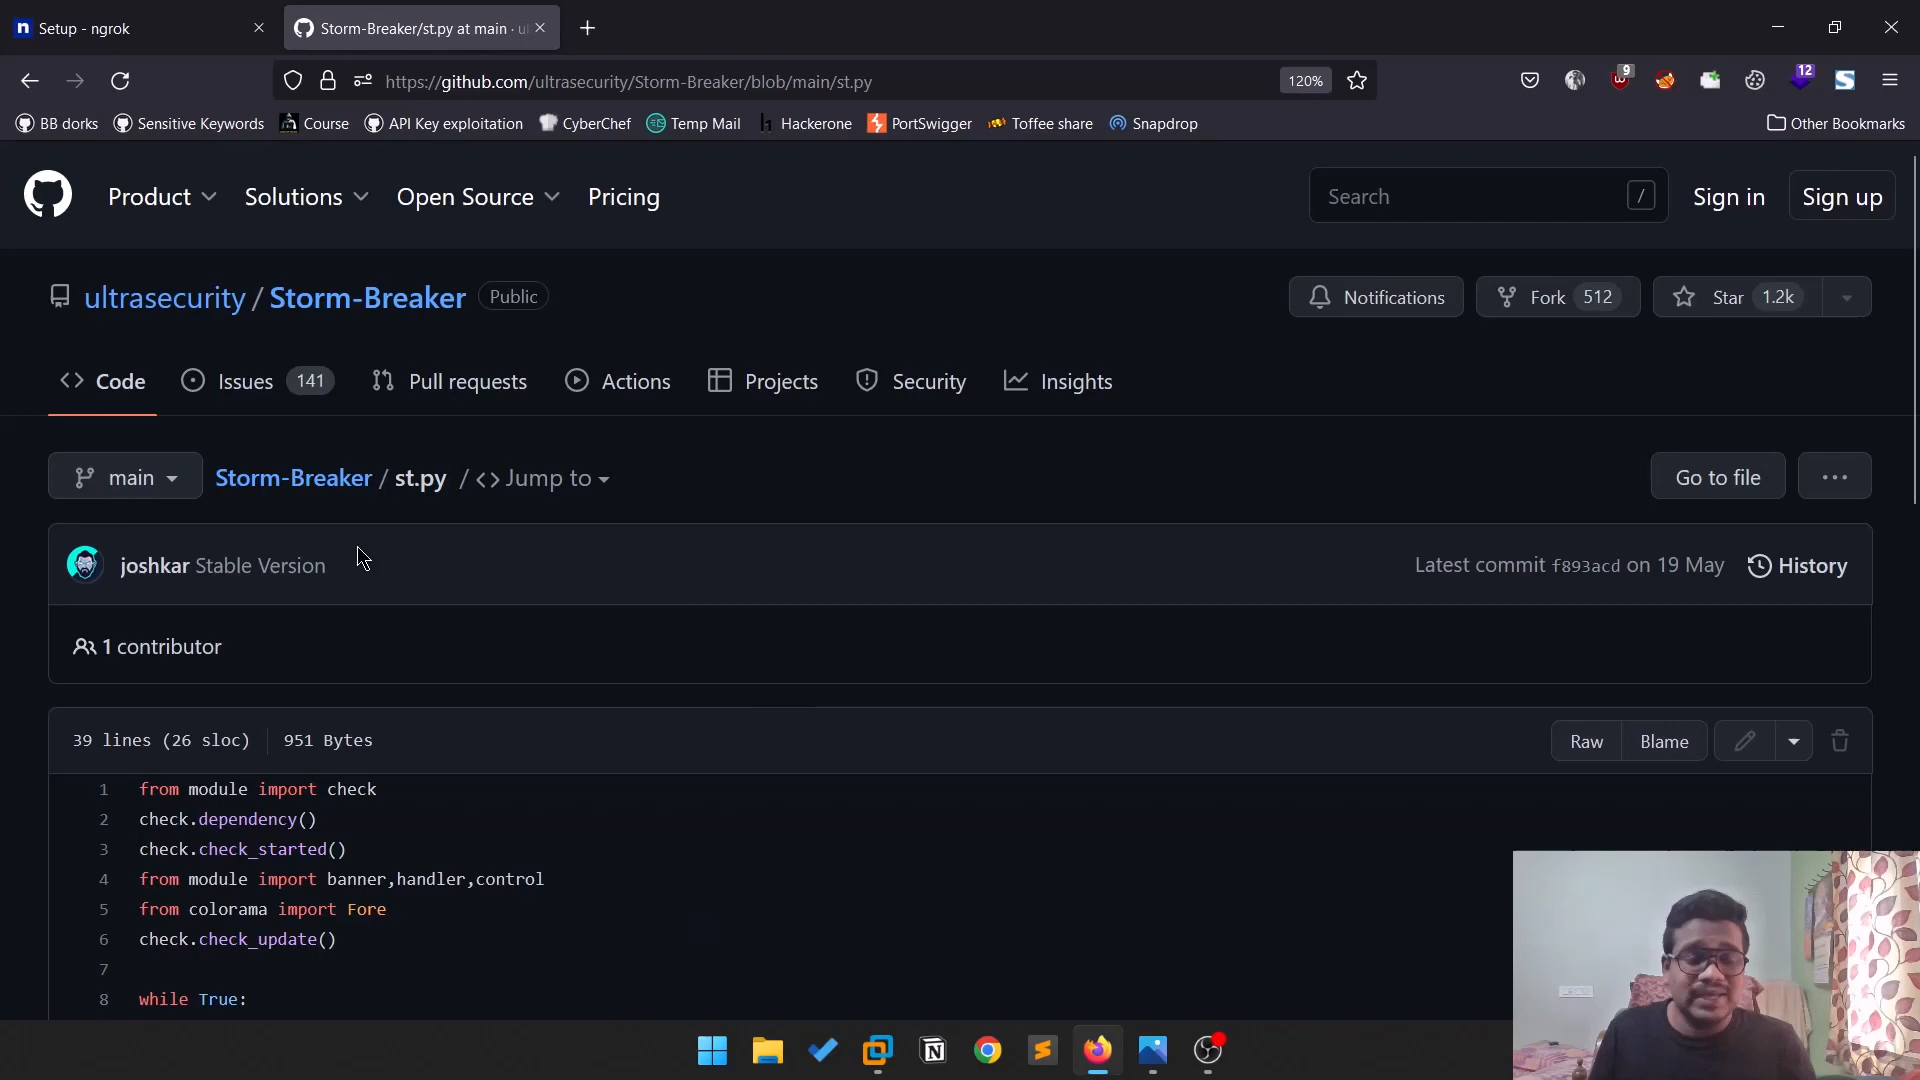 Setup - ngrok
Storm-Breaker/st.py at main · ul
https://github.com/ultrasecurity/Storm-Breaker/blob/main/st.py
120%
9
12
BB dorks
Sensitive Keywords
Course
API Key exploitation
CyberChef
Temp Mail
Hackerone
PortSwigger
Toffee share
Snapdrop
Other Bookmarks
Product
Solutions
Open Source
Pricing
Search /
Sign in
Sign up
ultrasecurity / Storm-Breaker Public
Notifications
Fork 512
Star 1.2k
Code
Issues 141
Pull requests
Actions
Projects
Security
Insights
main
Storm-Breaker / st.py / <> Jump to
Go to file
...
joshkar Stable Version
Latest commit f893acd on 19 May
History
1 contributor
39 lines (26 sloc) 951 Bytes
Raw
Blame
1 from module import check
2 check.dependency()
3 check.check_started()
4 from module import banner,handler,control
5 from colorama import Fore
6 check.check_update()
7
8 while True: